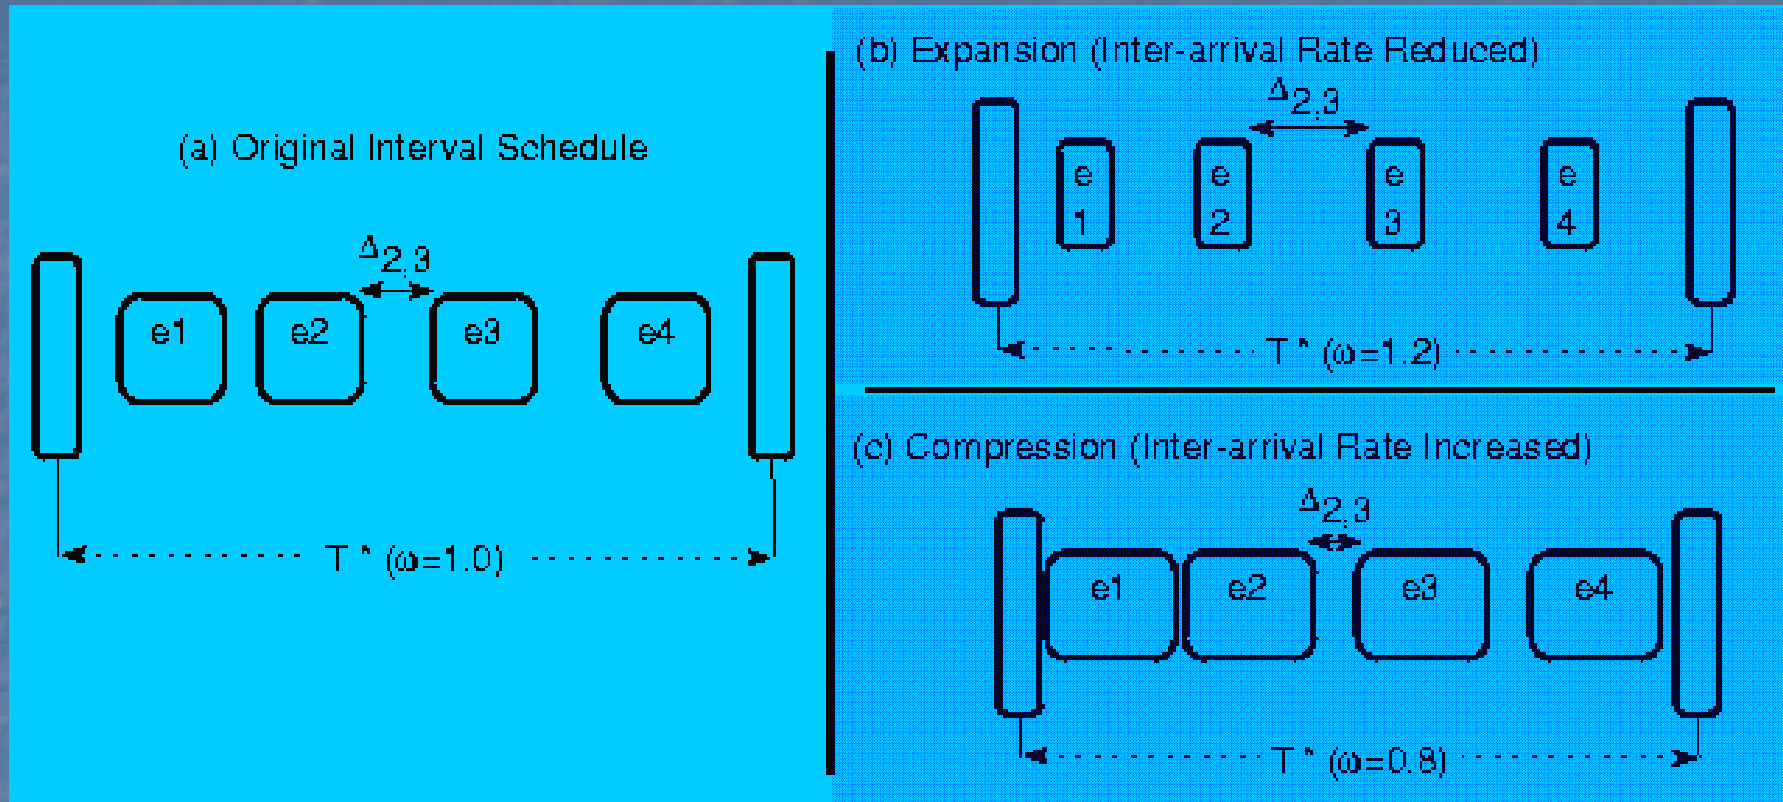 (a) Original Interval Schedule
Δ2,3
e1 e2 e3 e4
T * (ω=1.0)
(b) Expansion (Inter-arrival Rate Reduced)
Δ2,3
e e e e
1 2 3 4
T * (ω=1.2)
(c) Compression (Inter-arrival Rate Increased)
Δ2,3
e1 e2 e3 e4
T * (ω=0.8)